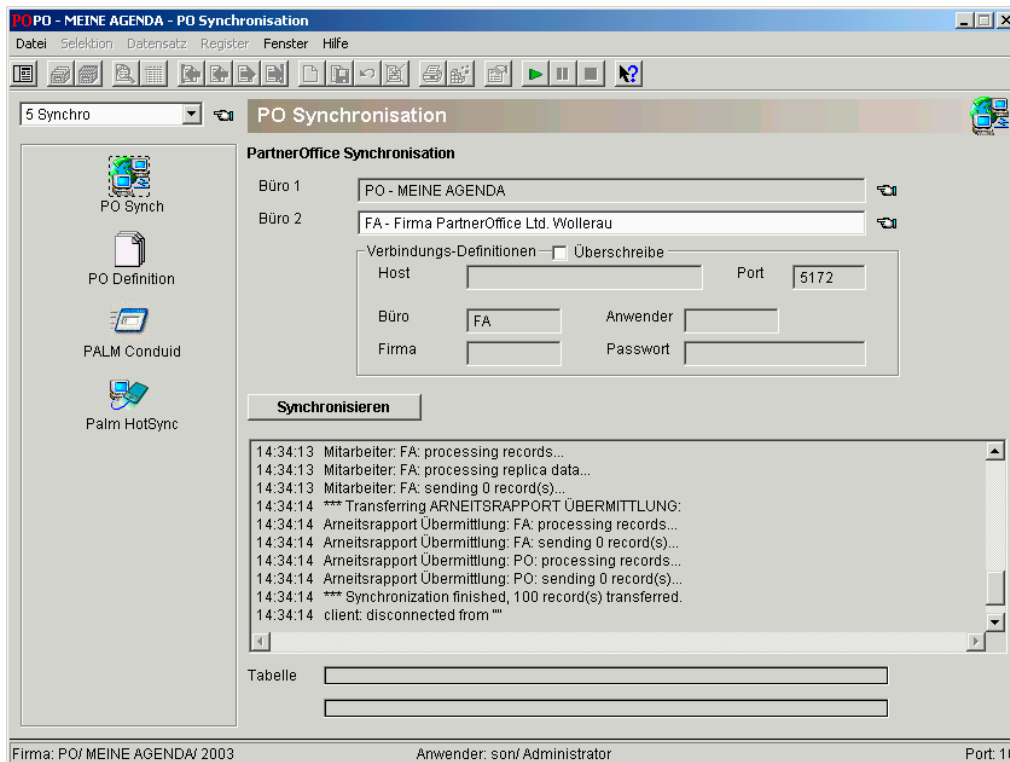 POPO - MEINE AGENDA - PO Synchronisation
Datei Selektion Datensatz Register Fenster Hilfe
5 Synchro
PO Synchronisation
PO Synch
PO Definition
PALM Conduid
Palm HotSync
PartnerOffice Synchronisation
Büro 1 PO - MEINE AGENDA
Büro 2 FA - Firma PartnerOffice Ltd. Wollerau
Verbindungs-Definitionen Überschreibe
Host Port 5172
Büro FA Anwender
Firma Passwort
Synchronisieren
14:34:13 Mitarbeiter: FA: processing records...
14:34:13 Mitarbeiter: FA: processing replica data...
14:34:13 Mitarbeiter: FA: sending 0 record(s)...
14:34:14 *** Transferring ARNEITSRAPPORT ÜBERMITTLUNG:
14:34:14 Arneitsrapport Übermittlung: FA: processing records...
14:34:14 Arneitsrapport Übermittlung: FA: sending 0 record(s)...
14:34:14 Arneitsrapport Übermittlung: PO: processing records...
14:34:14 Arneitsrapport Übermittlung: PO: sending 0 record(s)...
14:34:14 *** Synchronization finished, 100 record(s) transferred.
14:34:14 client: disconnected from ""
Tabelle
Firma: PO/ MEINE AGENDA/ 2003 Anwender: son/ Administrator Port: